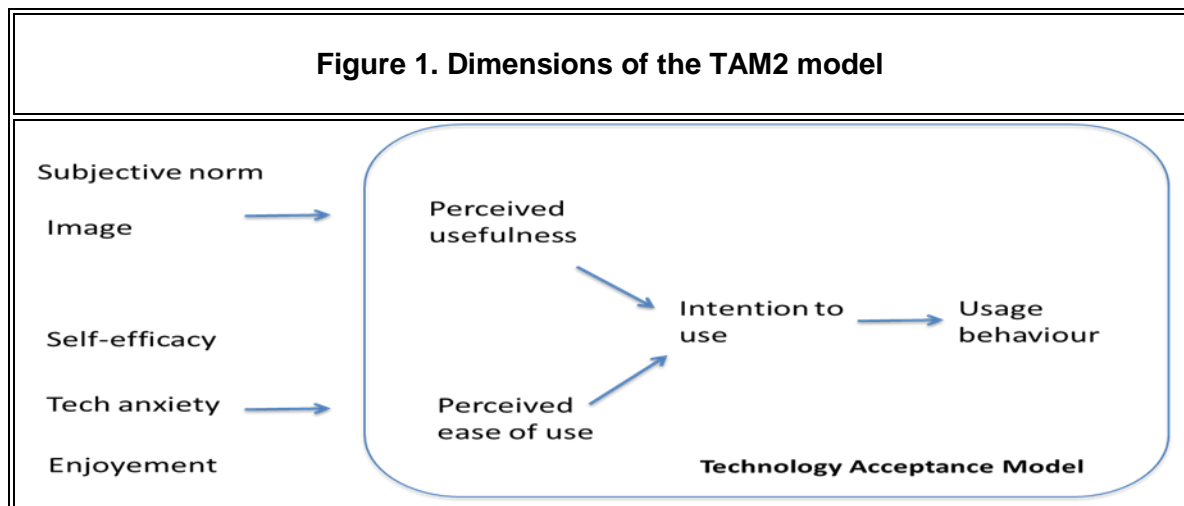 Figure 1. Dimensions of the TAM2 model
Subjective norm
Image
Perceived
usefulness
Self-efficacy
Intention to
use
Usage
behaviour
Tech anxiety
Perceived
ease of use
Enjoyement
Technology Acceptance Model